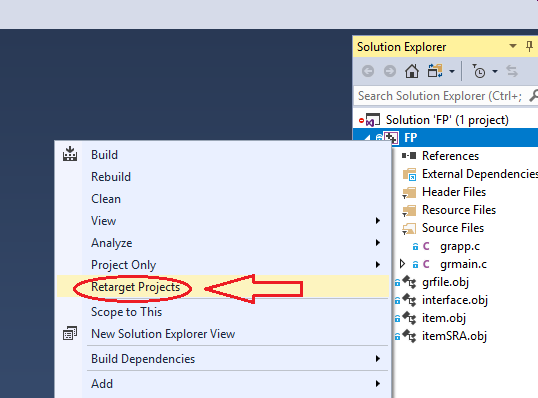 Solution Explorer
Search Solution Explorer (Ctrl+;
Solution 'FP' (1 project)
FP
References
External Dependencies
Header Files
Resource Files
Source Files
grapp.c
grmain.c
grfile.obj
interface.obj
item.obj
itemSRA.obj
Build
Rebuild
Clean
View
Analyze
Project Only
Retarget Projects
Scope to This
New Solution Explorer View
Build Dependencies
Add